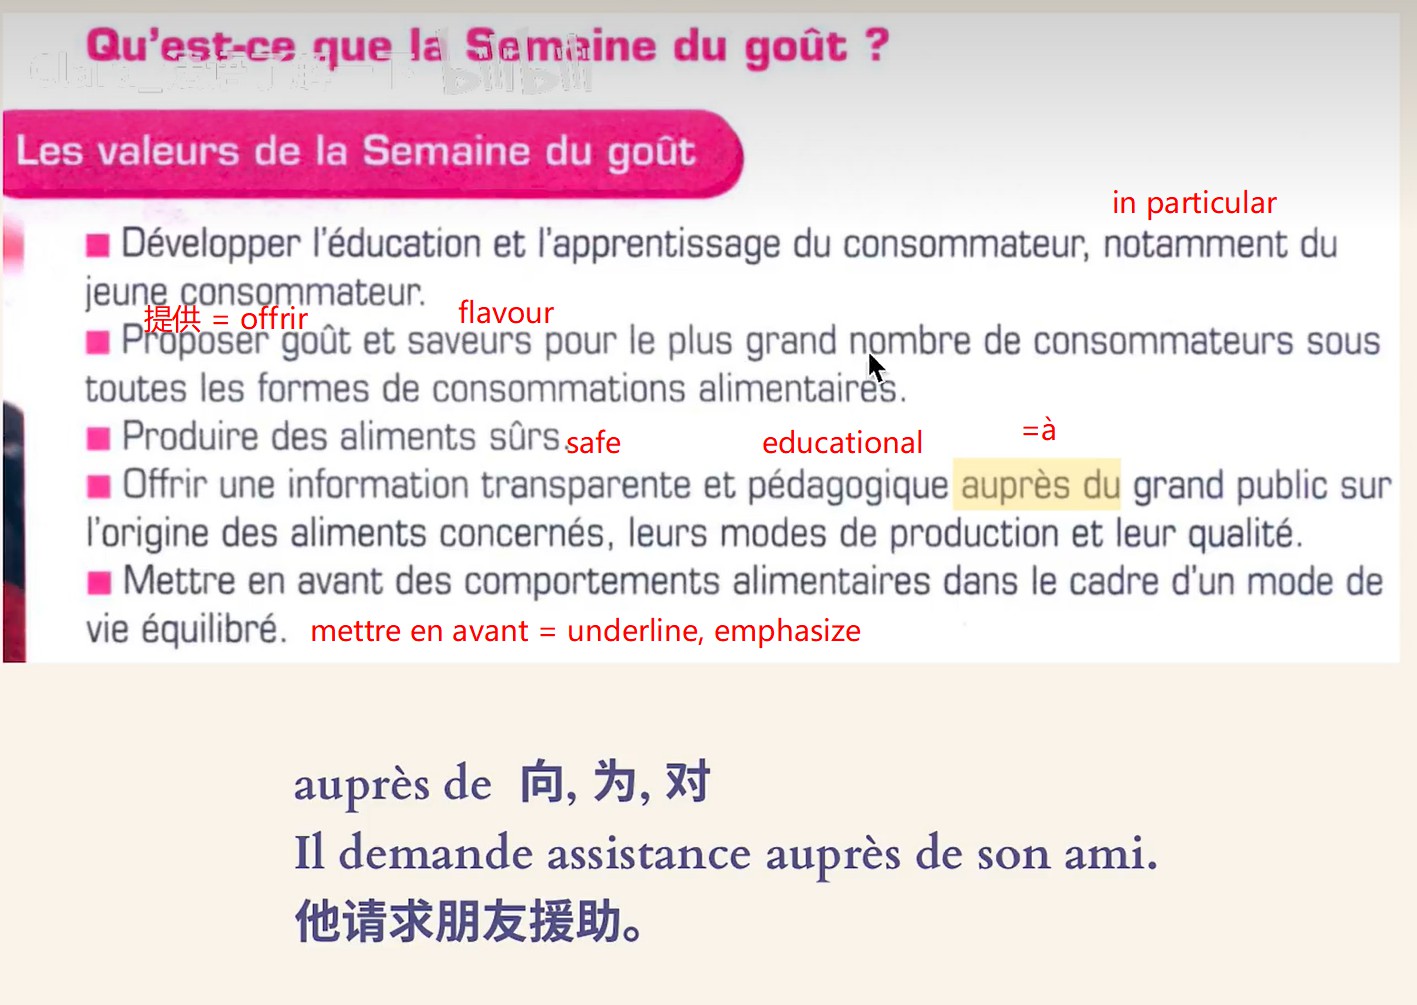 Qu'est-ce que la Semaine du goût ?
bilibili
Les valeurs de la Semaine du goût
in particular
■ Développer l'éducation et l'apprentissage du consommateur, notamment du
jeune consommateur.
提供 = offrir
flavour
■ Proposer goût et saveurs pour le plus grand nombre de consommateurs sous
toutes les formes de consommations alimentaires.
■ Produire des aliments sûrs.
safe
educational
=à
■ Offrir une information transparente et pédagogique auprès du grand public sur
l'origine des aliments concernés, leurs modes de production et leur qualité.
■ Mettre en avant des comportements alimentaires dans le cadre d'un mode de
vie équilibré.
mettre en avant = underline, emphasize
auprès de 向, 为, 对
Il demande assistance auprès de son ami.
他请求朋友援助。